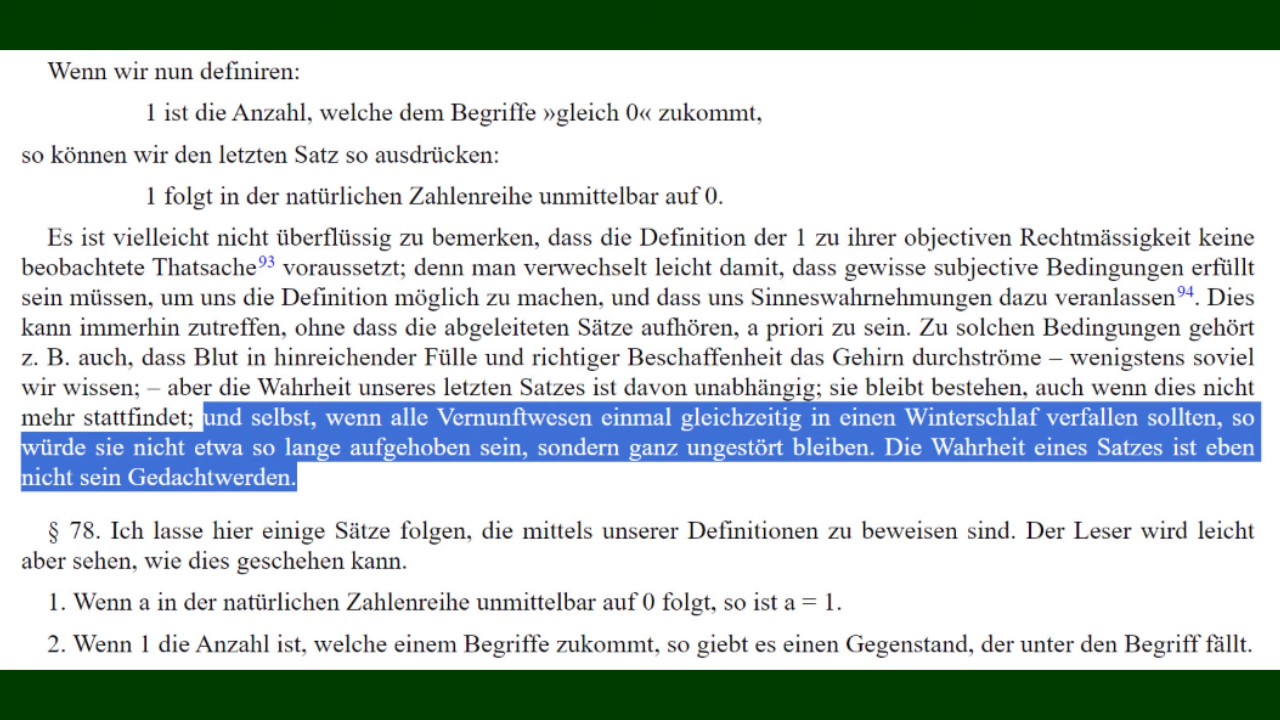 Wenn wir nun definiren:
1 ist die Anzahl, welche dem Begriffe »gleich 0« zukommt,
so können wir den letzten Satz so ausdrücken:
1 folgt in der natürlichen Zahlenreihe unmittelbar auf 0.
Es ist vielleicht nicht überflüssig zu bemerken, dass die Definition der 1 zu ihrer objectiven Rechtmässigkeit keine
beobachtete Thatsache93 voraussetzt; denn man verwechselt leicht damit, dass gewisse subjective Bedingungen erfüllt
sein müssen, um uns die Definition möglich zu machen, und dass uns Sinneswahrnehmungen dazu veranlassen94. Dies
kann immerhin zutreffen, ohne dass die abgeleiteten Sätze aufhören, a priori zu sein. Zu solchen Bedingungen gehört
z. B. auch, dass Blut in hinreichender Fülle und richtiger Beschaffenheit das Gehirn durchströme – wenigstens soviel
wir wissen; – aber die Wahrheit unseres letzten Satzes ist davon unabhängig; sie bleibt bestehen, auch wenn dies nicht
mehr stattfindet; und selbst, wenn alle Vernunftwesen einmal gleichzeitig in einen Winterschlaf verfallen sollten, so
würde sie nicht etwa so lange aufgehoben sein, sondern ganz ungestört bleiben. Die Wahrheit eines Satzes ist eben
nicht sein Gedachtwerden.
§ 78. Ich lasse hier einige Sätze folgen, die mittels unserer Definitionen zu beweisen sind. Der Leser wird leicht
aber sehen, wie dies geschehen kann.
1. Wenn a in der natürlichen Zahlenreihe unmittelbar auf 0 folgt, so ist a = 1.
2. Wenn 1 die Anzahl ist, welche einem Begriffe zukommt, so giebt es einen Gegenstand, der unter den Begriff fällt.